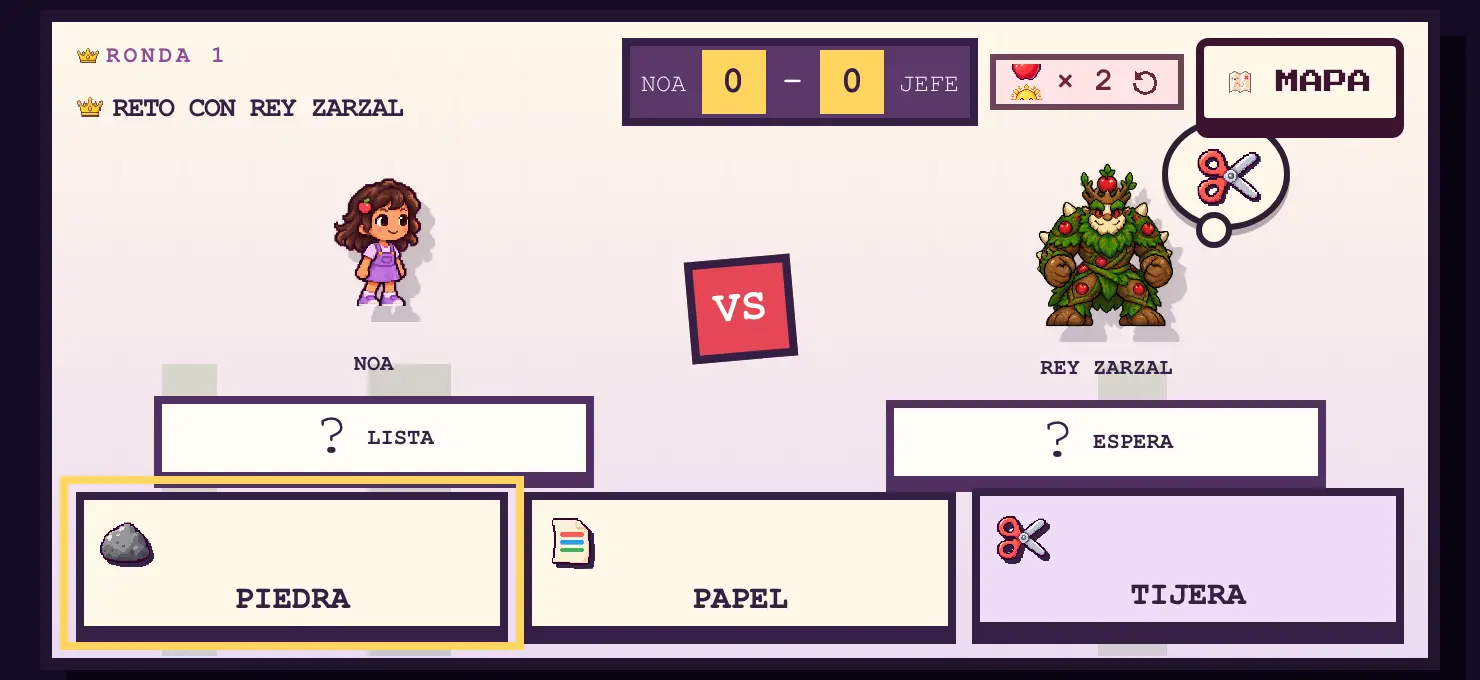 RONDA 1
RETO CON REY ZARZAL
NOA 0 – 0 JEFE
× 2
MAPA
VS
NOA
REY ZARZAL
? LISTA
? ESPERA
PIEDRA
PAPEL
TIJERA